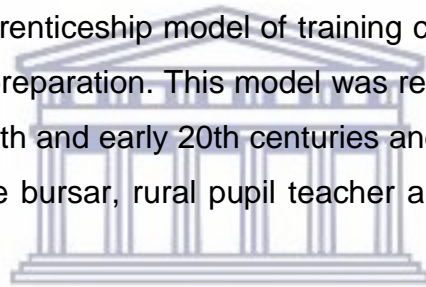 renticeship model of training c
reparation. This model was re
th and early 20th centuries and
e bursar, rural pupil teacher a